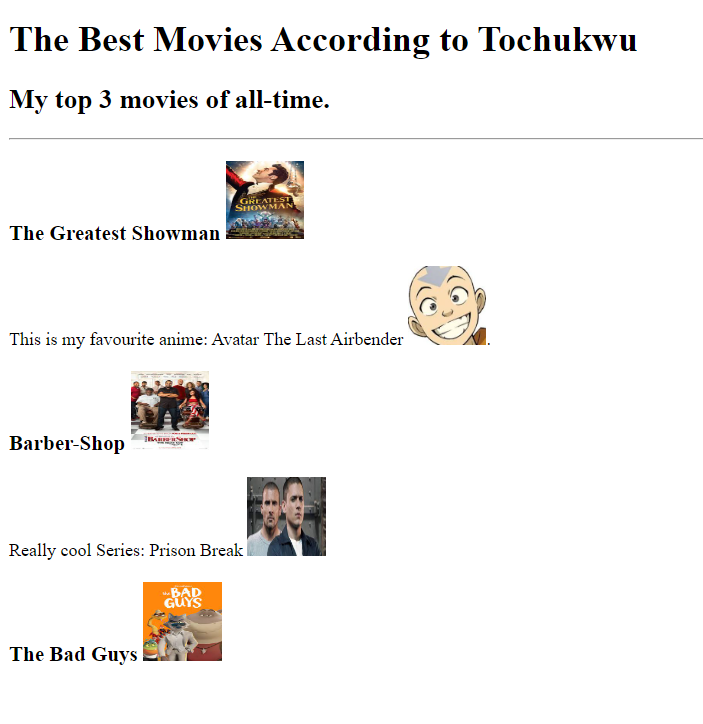 The Best Movies According to Tochukwu
My top 3 movies of all-time.
THE
GREATEST
SHOWMAN
The Greatest Showman
This is my favourite anime: Avatar The Last Airbender .
BARBERSHOP
Barber-Shop
Really cool Series: Prison Break
THE BAD
GUYS
The Bad Guys